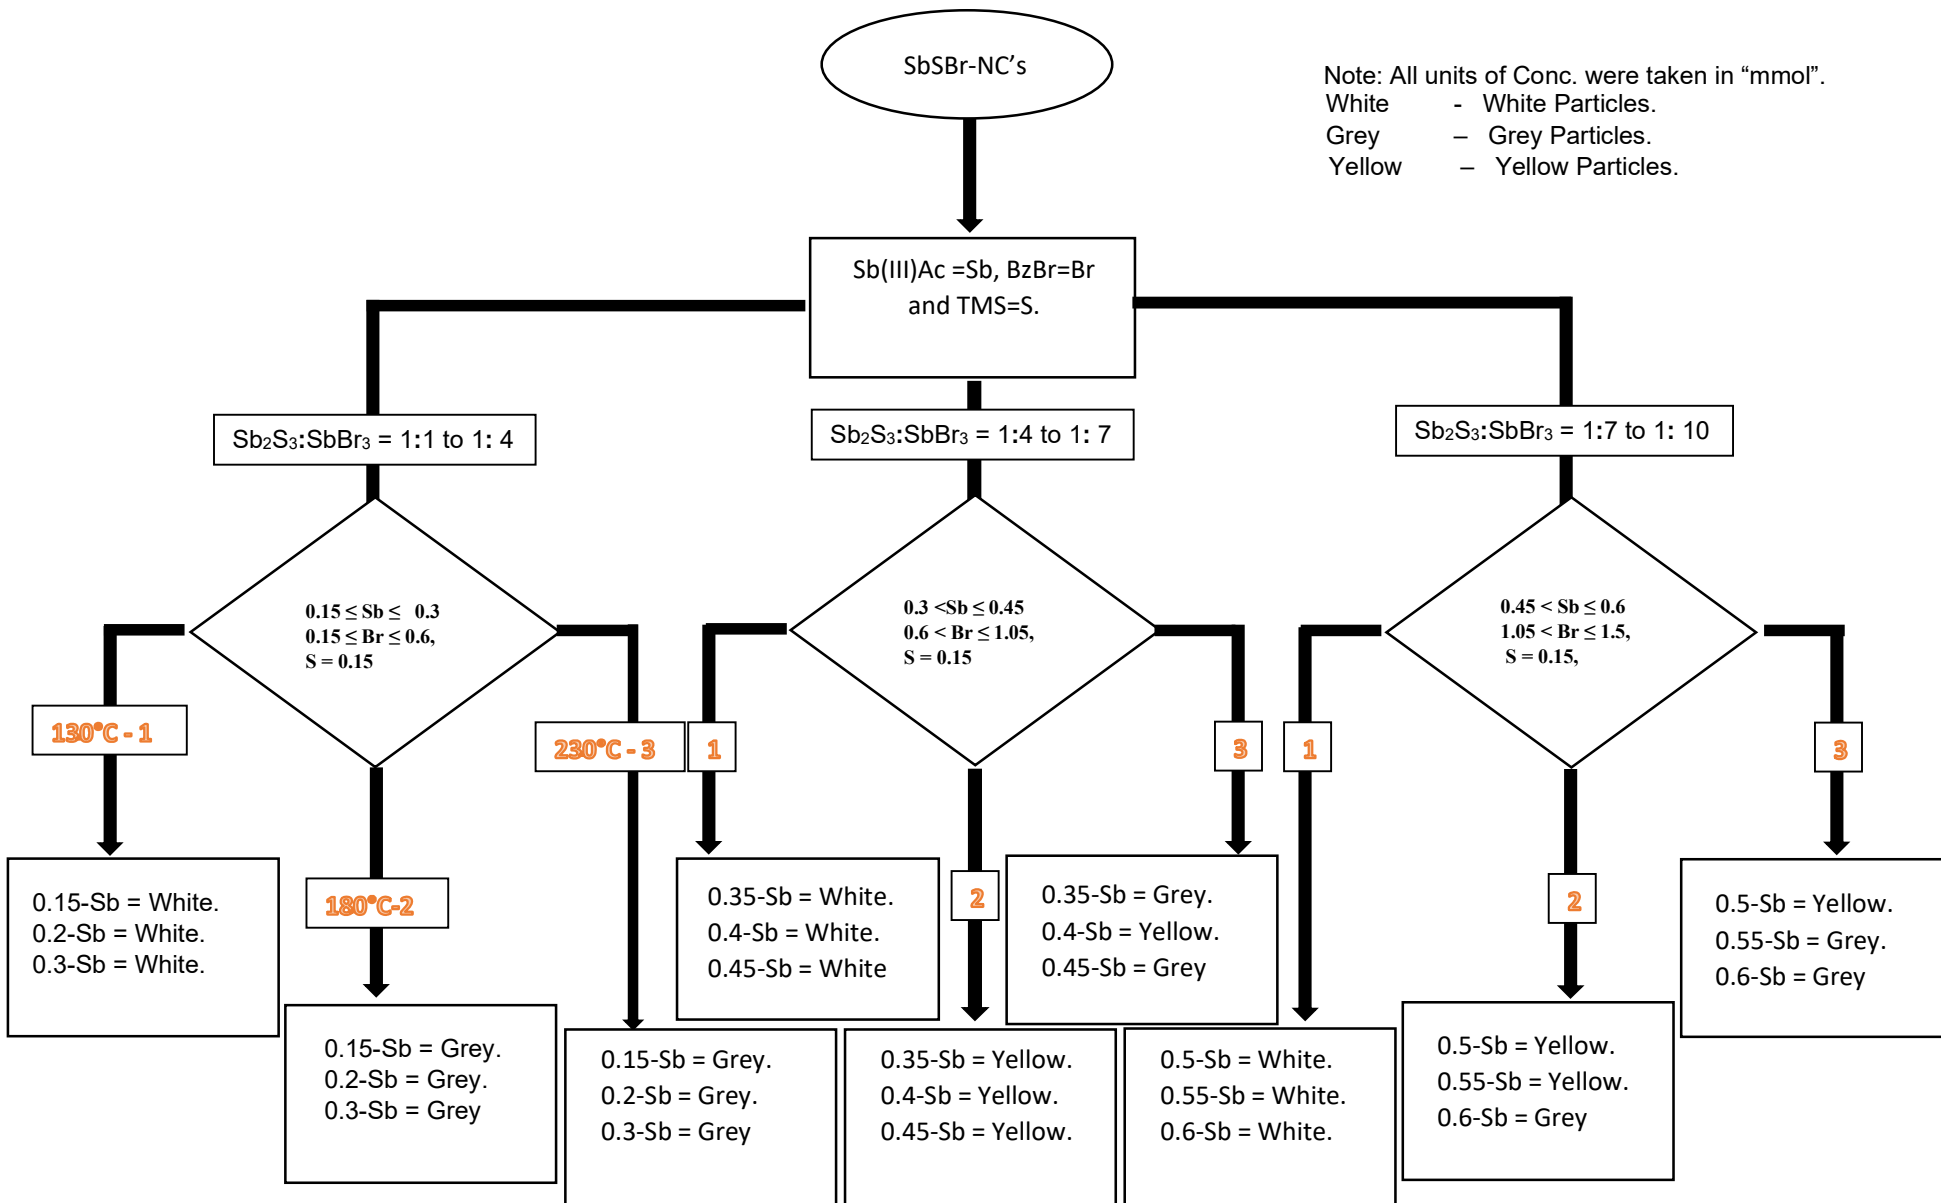 SbSBr-NC’s
Note: All units of Conc. were taken in “mmol”.
White - White Particles.
Grey – Grey Particles.
Yellow – Yellow Particles.
Sb(III)Ac =Sb, BzBr=Br
and TMS=S.
Sb₂S₃:SbBr₃ = 1:1 to 1: 4
Sb₂S₃:SbBr₃ = 1:4 to 1: 7
Sb₂S₃:SbBr₃ = 1:7 to 1: 10
0.15 ≤ Sb ≤ 0.3
0.15 ≤ Br ≤ 0.6,
S = 0.15
0.3 <Sb ≤ 0.45
0.6 < Br ≤ 1.05,
S = 0.15
0.45 < Sb ≤ 0.6
1.05 < Br ≤ 1.5,
S = 0.15,
130°C - 1
180°C-2
230°C - 3
1
2
3
1
2
3
0.15-Sb = White.
0.2-Sb = White.
0.3-Sb = White.
0.15-Sb = Grey.
0.2-Sb = Grey.
0.3-Sb = Grey
0.15-Sb = Grey.
0.2-Sb = Grey.
0.3-Sb = Grey
0.35-Sb = White.
0.4-Sb = White.
0.45-Sb = White
0.35-Sb = Yellow.
0.4-Sb = Yellow.
0.45-Sb = Yellow.
0.35-Sb = Grey.
0.4-Sb = Yellow.
0.45-Sb = Grey
0.5-Sb = White.
0.55-Sb = White.
0.6-Sb = White.
0.5-Sb = Yellow.
0.55-Sb = Yellow.
0.6-Sb = Grey
0.5-Sb = Yellow.
0.55-Sb = Grey.
0.6-Sb = Grey